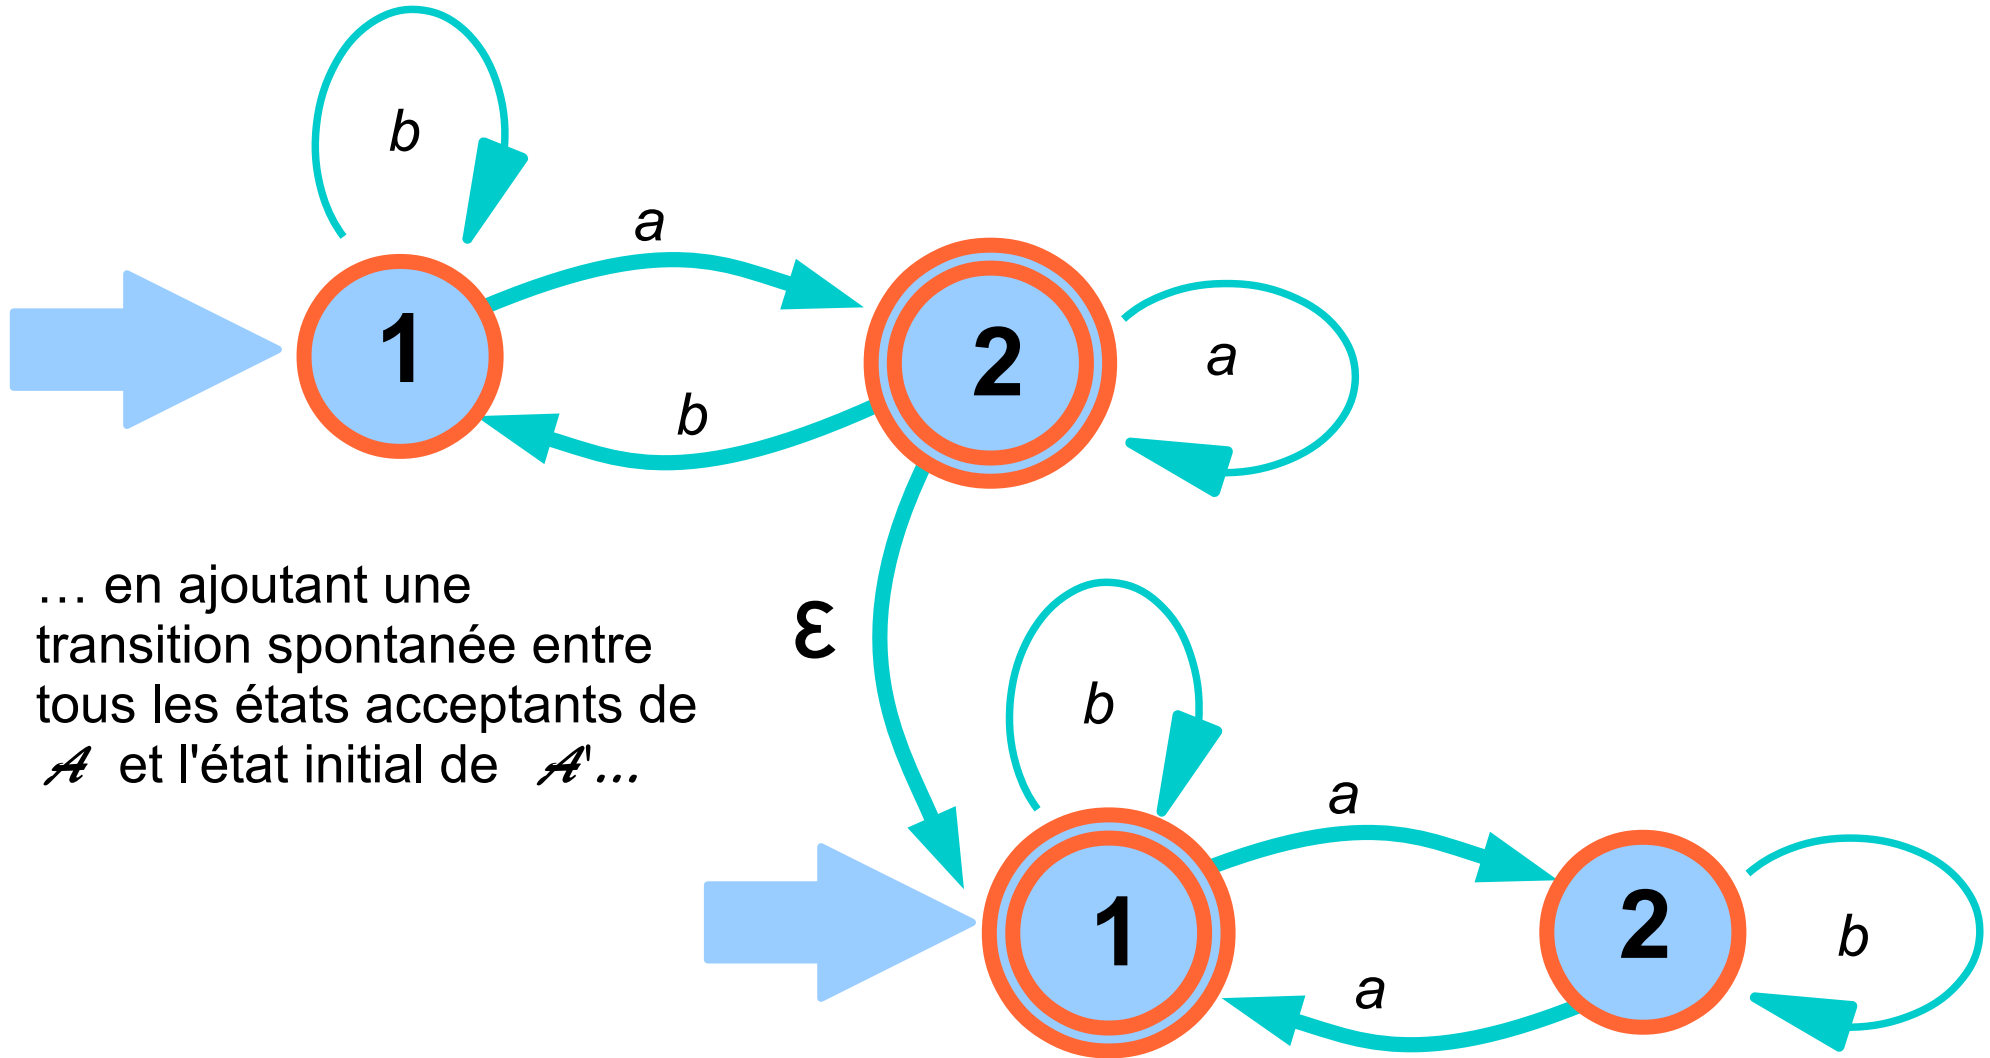 b
a
1
2
a
b
… en ajoutant une
transition spontanée entre
tous les états acceptants de
𝒜 et l'état initial de 𝒜'...
ε
b
a
1
2
b
a